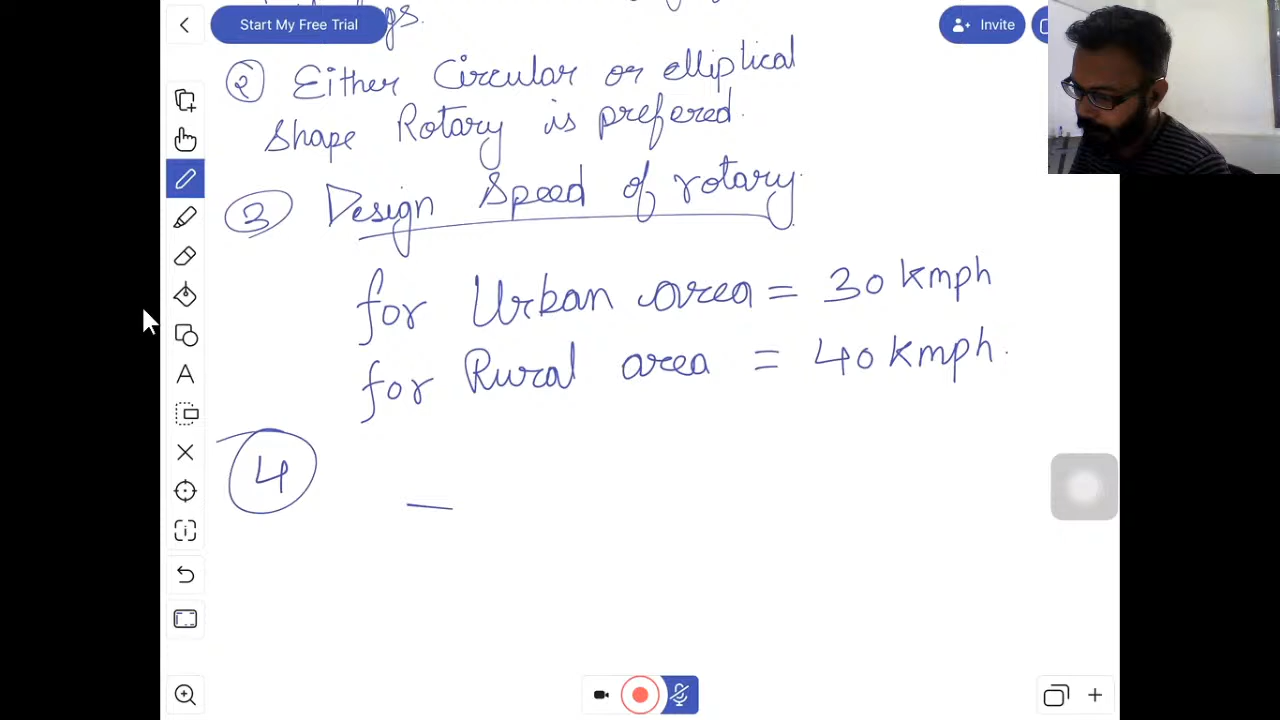 Start My Free Trial
Invite
② Either Circular or elliptical
shape Rotary is prefered.
③ Design Speed of rotary.
for Urban area = 30 kmph
for Rural area = 40 kmph.
④